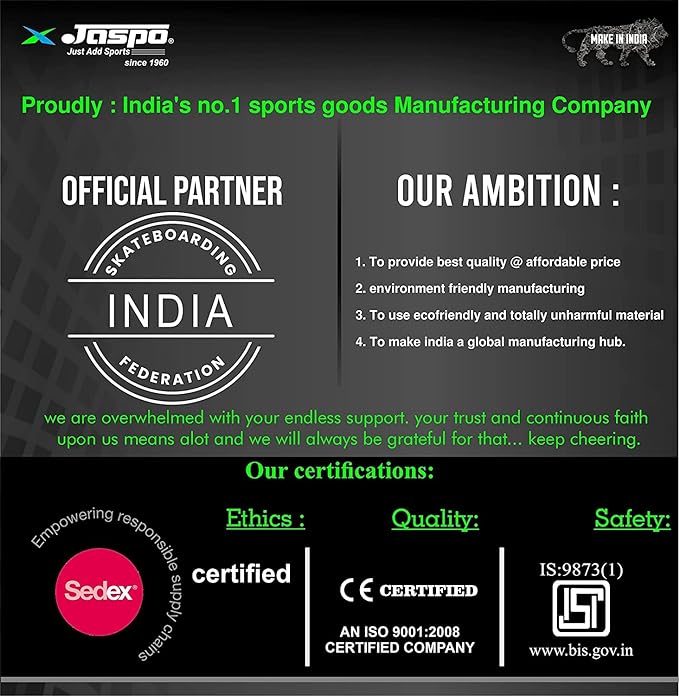 Jaspo®
Just Add Sports
since 1960
MAKE IN INDIA
Proudly : India's no.1 sports goods Manufacturing Company
OFFICIAL PARTNER
SKATEBOARDING
INDIA
FEDERATION
OUR AMBITION :
1. To provide best quality @ affordable price
2. environment friendly manufacturing
3. To use ecofriendly and totally unharmful material
4. To make india a global manufacturing hub.
we are overwhelmed with your endless support. your trust and continuous faith
upon us means alot and we will always be grateful for that... keep cheering.
Our certifications:
Empowering responsible supply chains
Sedex®
Ethics :
certified
Quality:
CE CERTIFIED
AN ISO 9001:2008
CERTIFIED COMPANY
Safety:
IS:9873(1)
ISI
www.bis.gov.in